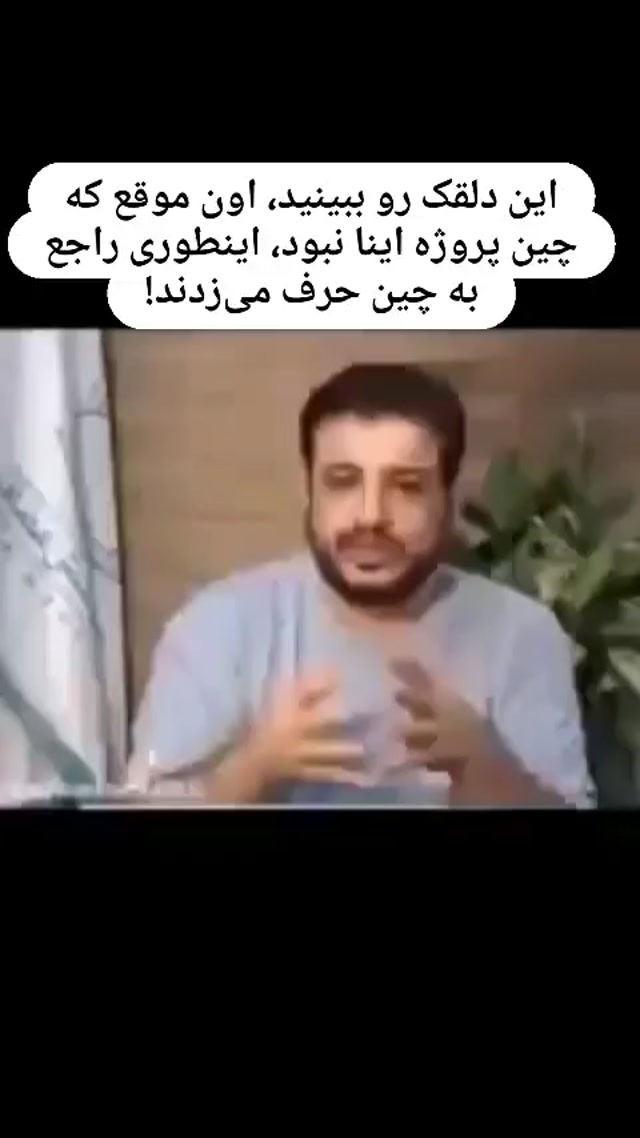 این دلقک رو ببینید، اون موقع که
چین پروژه اینا نبود، اینطوری راجع
به چین حرف می‌زدند!